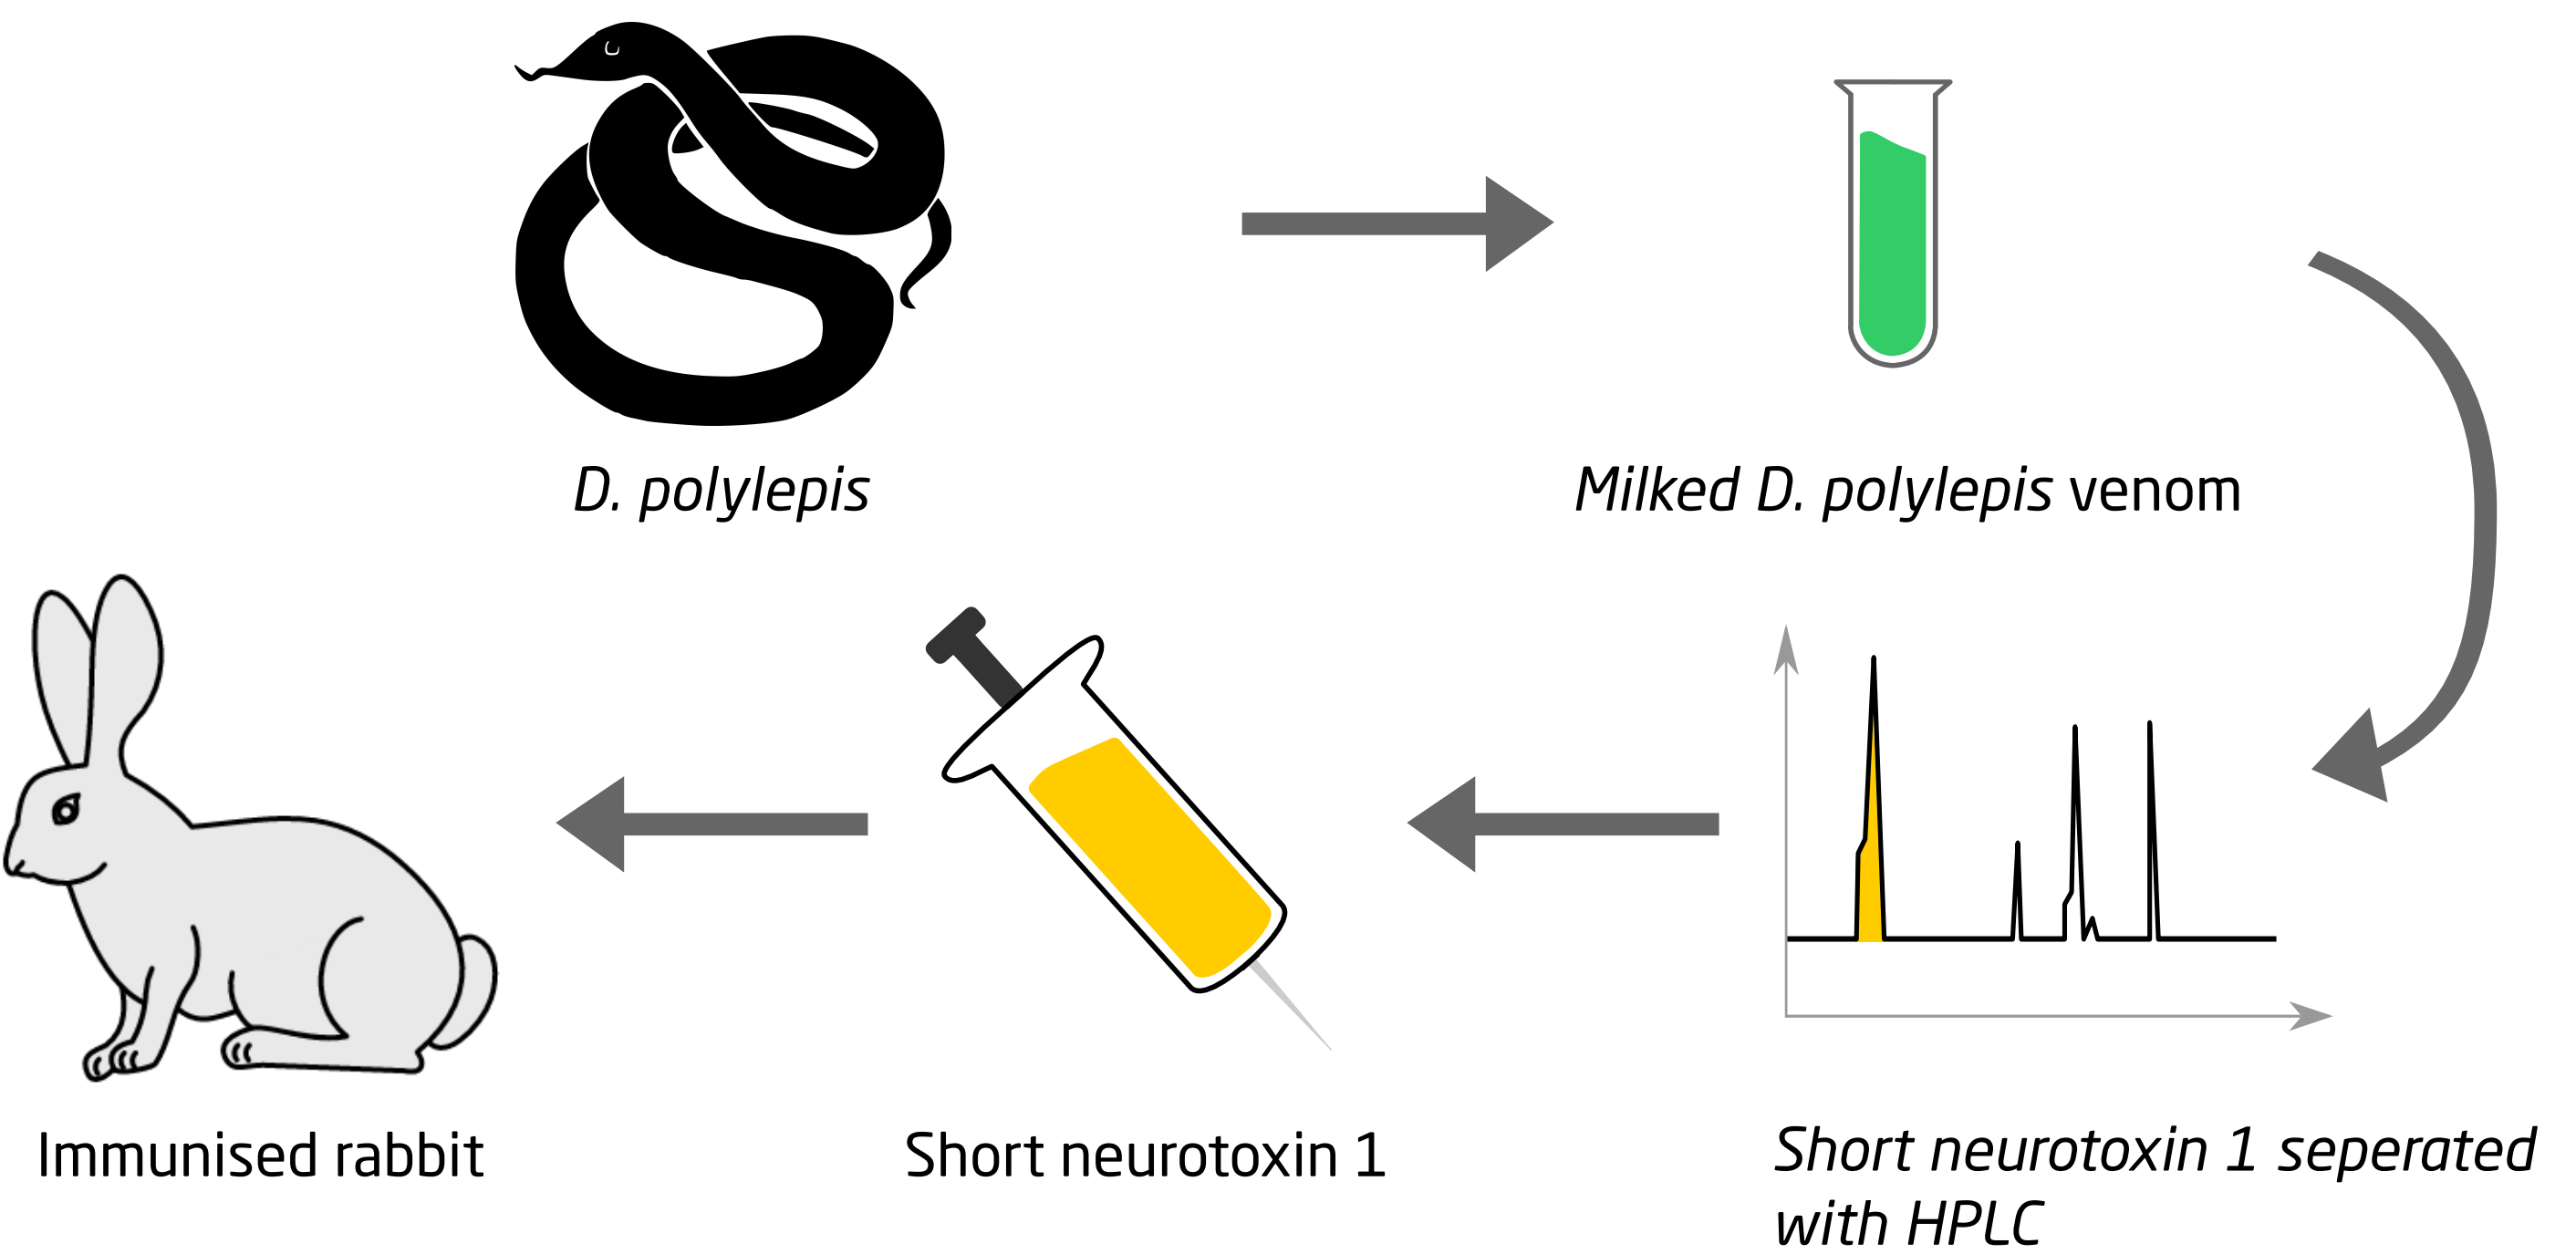 D. polylepis
Milked D. polylepis venom
Immunised rabbit
Short neurotoxin 1
Short neurotoxin 1 seperated
with HPLC